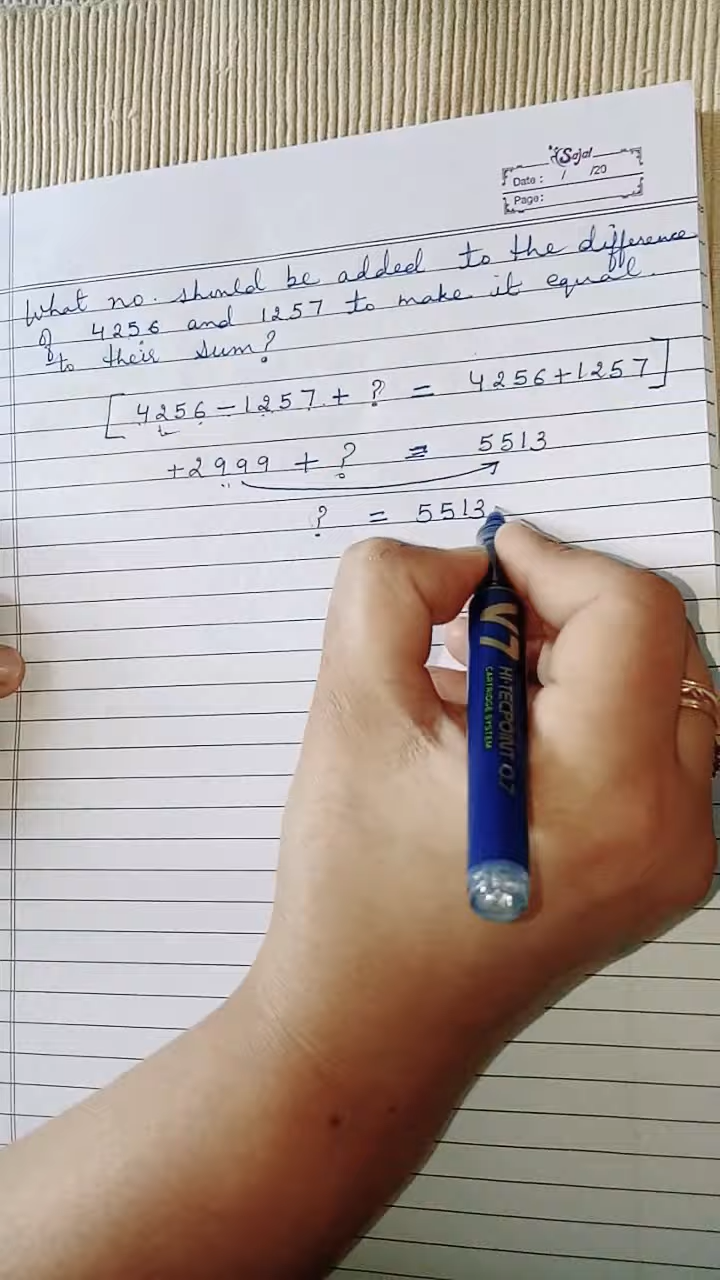 Sajal
Date : / /20
Page:
What no. should be added to the difference
of 4256 and 1257 to make it equal
to their sum?
[4256 - 1257 + ? = 4256+1257]
+2999 + ? = 5513
? = 5513
V7 HI-TECPOINT 0.7
CARTRIDGE SYSTEM